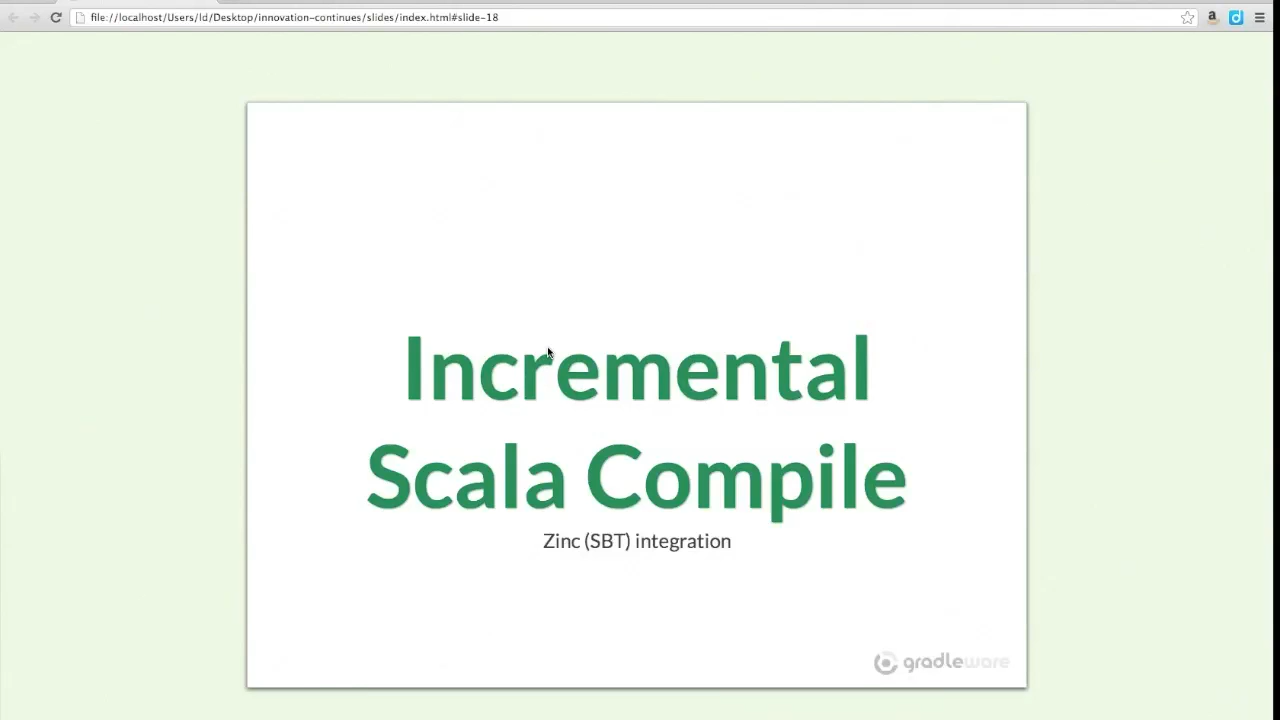 file://localhost/Users/ld/Desktop/innovation-continues/slides/index.html#slide-18
Incremental
Scala Compile
Zinc (SBT) integration
gradleware